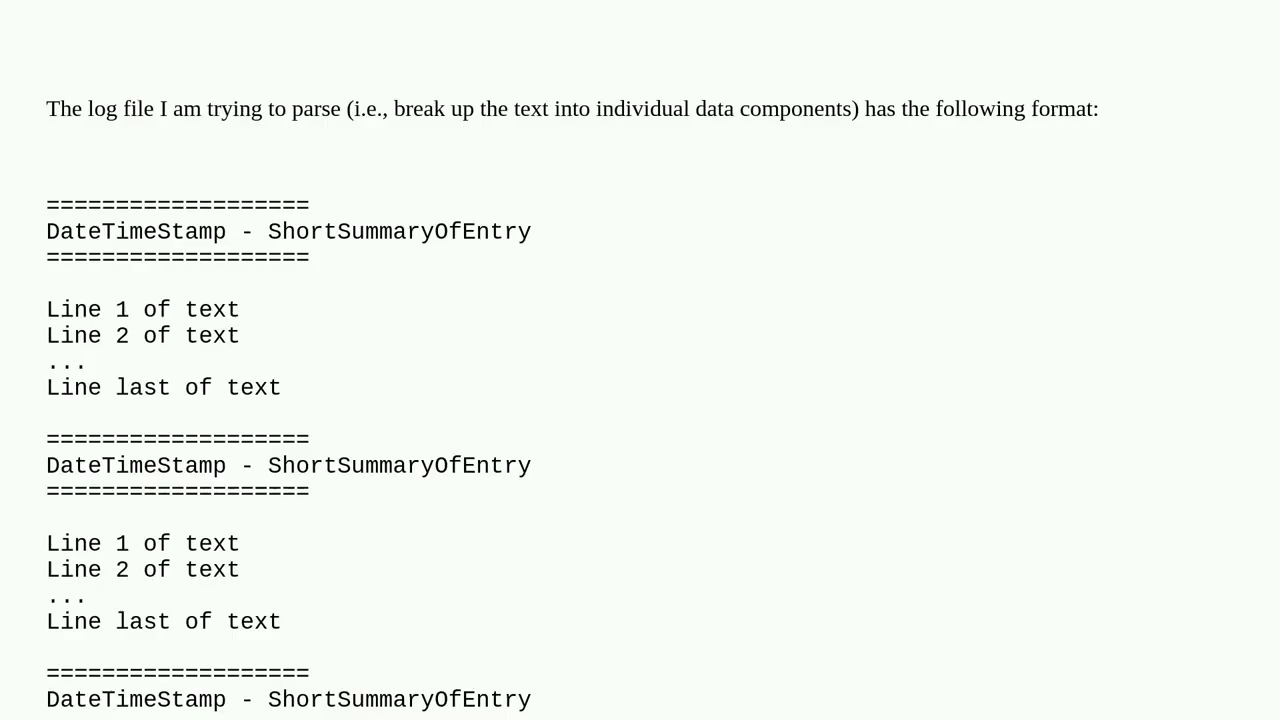 The log file I am trying to parse (i.e., break up the text into individual data components) has the following format:
===================
DateTimeStamp - ShortSummaryOfEntry
===================
Line 1 of text
Line 2 of text
...
Line last of text
===================
DateTimeStamp - ShortSummaryOfEntry
===================
Line 1 of text
Line 2 of text
...
Line last of text
===================
DateTimeStamp - ShortSummaryOfEntry